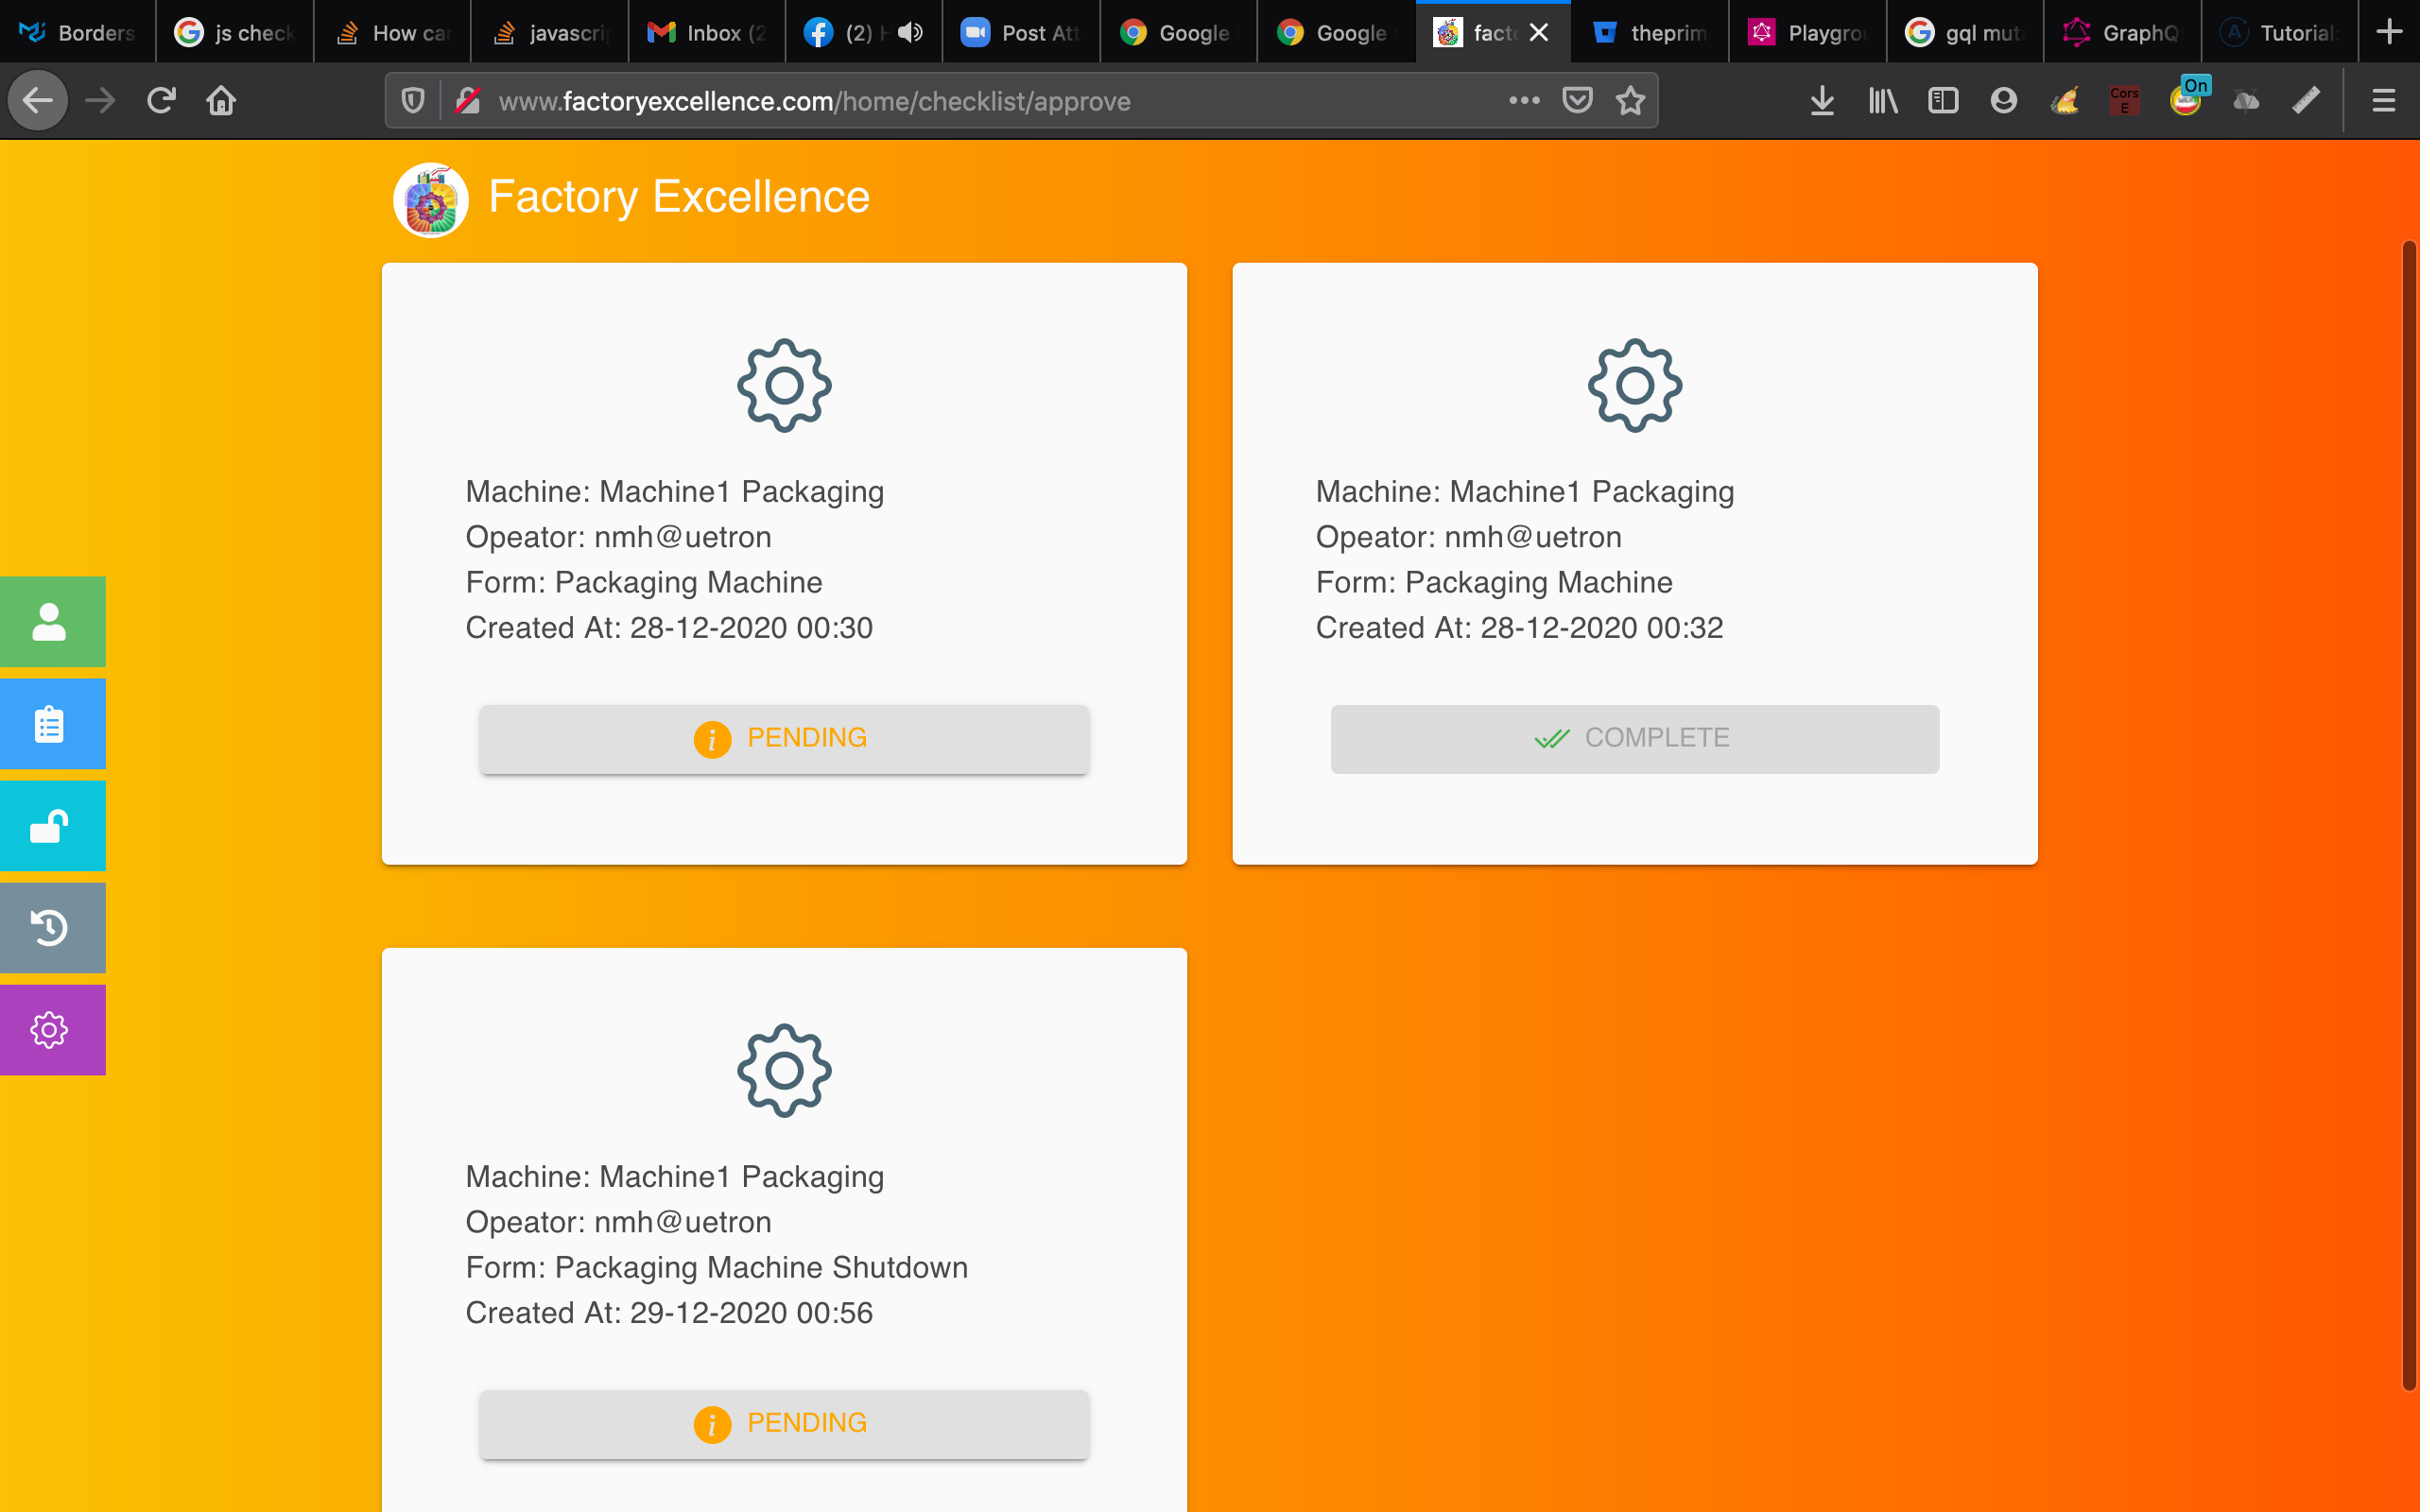 Borders
js check
How car
javascrip
Inbox (2
(2) H
Post Att
Google
Google
facto
theprim
Playgrou
gql muta
GraphQ
Tutorial:
www.factoryexcellence.com/home/checklist/approve
Cors
E
On
Factory Excellence
Machine: Machine1 Packaging
Opeator: nmh@uetron
Form: Packaging Machine
Created At: 28-12-2020 00:30
PENDING
Machine: Machine1 Packaging
Opeator: nmh@uetron
Form: Packaging Machine
Created At: 28-12-2020 00:32
COMPLETE
Machine: Machine1 Packaging
Opeator: nmh@uetron
Form: Packaging Machine Shutdown
Created At: 29-12-2020 00:56
PENDING